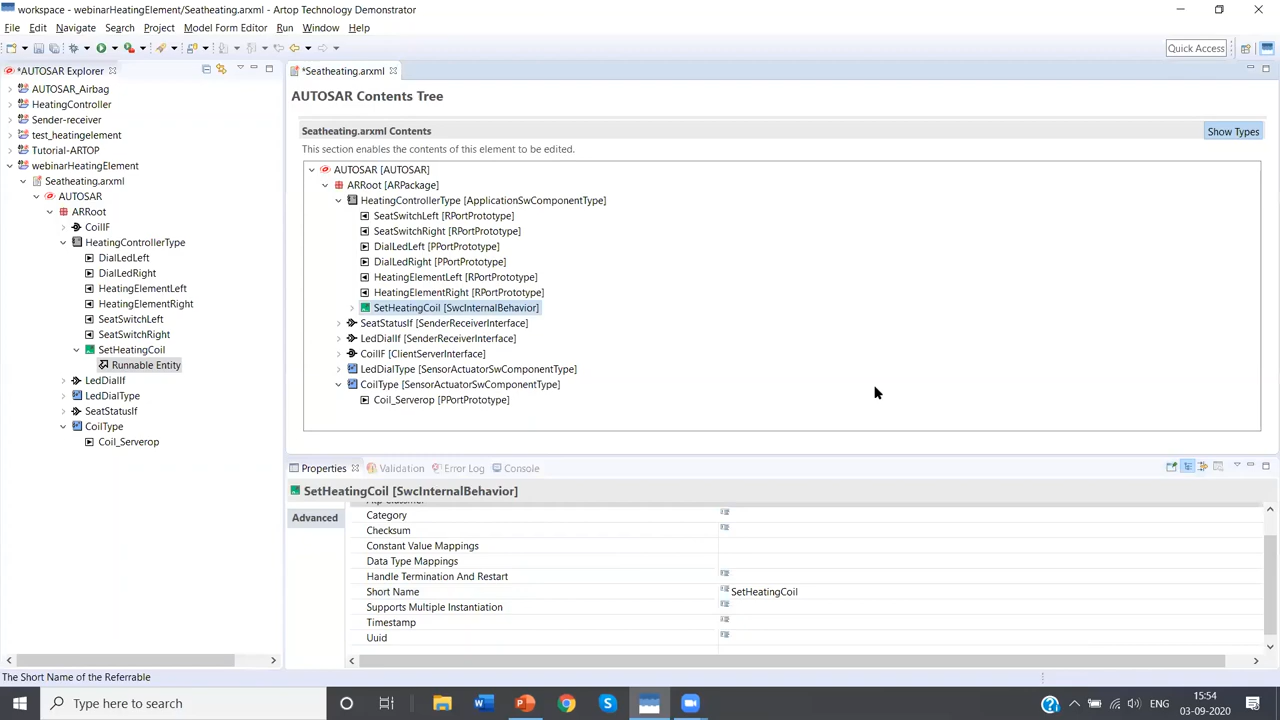 workspace - webinarHeatingElement/Seatheating.arxml - Artop Technology Demonstrator
File Edit Navigate Search Project Model Form Editor Run Window Help
Quick Access
*AUTOSAR Explorer
AUTOSAR_Airbag
HeatingController
Sender-receiver
test_heatingelement
Tutorial-ARTOP
webinarHeatingElement
Seatheating.arxml
AUTOSAR
ARRoot
CoilIF
HeatingControllerType
DialLedLeft
DialLedRight
HeatingElementLeft
HeatingElementRight
SeatSwitchLeft
SeatSwitchRight
SetHeatingCoil
Runnable Entity
LedDialIf
LedDialType
SeatStatusIf
CoilType
Coil_Serverop
*Seatheating.arxml
AUTOSAR Contents Tree
Seatheating.arxml Contents
Show Types
This section enables the contents of this element to be edited.
AUTOSAR [AUTOSAR]
ARRoot [ARPackage]
HeatingControllerType [ApplicationSwComponentType]
SeatSwitchLeft [RPortPrototype]
SeatSwitchRight [RPortPrototype]
DialLedLeft [PPortPrototype]
DialLedRight [PPortPrototype]
HeatingElementLeft [RPortPrototype]
HeatingElementRight [RPortPrototype]
SetHeatingCoil [SwcInternalBehavior]
SeatStatusIf [SenderReceiverInterface]
LedDialIf [SenderReceiverInterface]
CoilIF [ClientServerInterface]
LedDialType [SensorActuatorSwComponentType]
CoilType [SensorActuatorSwComponentType]
Coil_Serverop [PPortPrototype]
Properties Validation Error Log Console
SetHeatingCoil [SwcInternalBehavior]
Advanced
Category
Checksum
Constant Value Mappings
Data Type Mappings
Handle Termination And Restart
Short Name SetHeatingCoil
Supports Multiple Instantiation
Timestamp
Uuid
The Short Name of the Referrable
Type here to search
ENG
15:54
03-09-2020